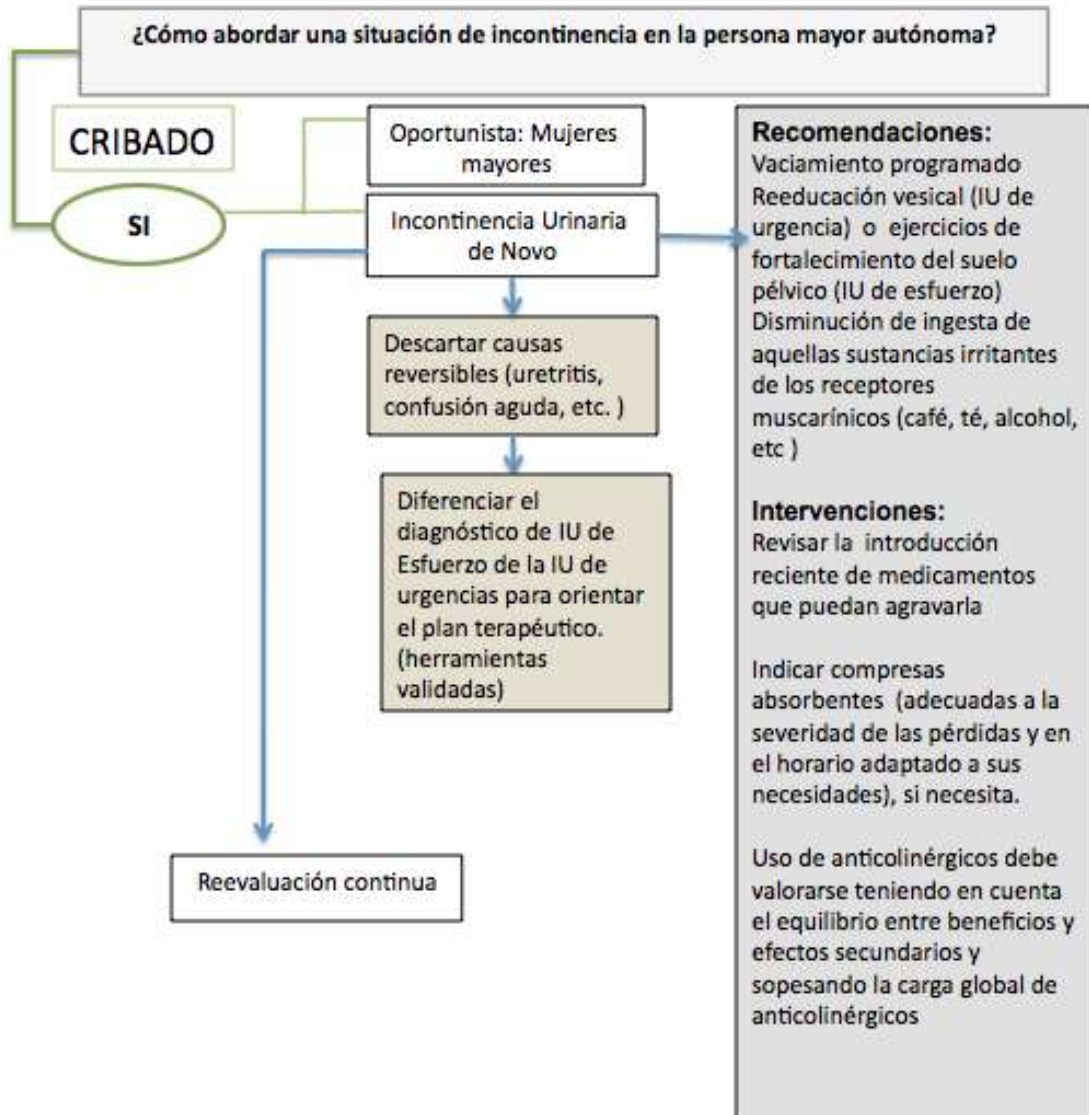 ¿Cómo abordar una situación de incontinencia en la persona mayor autónoma?
CRIBADO
SI
Oportunista: Mujeres
mayores
Incontinencia Urinaria
de Novo
Descartar causas
reversibles (uretritis,
confusión aguda, etc. )
Diferenciar el
diagnóstico de IU de
Esfuerzo de la IU de
urgencias para orientar
el plan terapéutico.
(herramientas
validadas)
Reevaluación continua
Recomendaciones:
Vaciamiento programado
Reeducación vesical (IU de
urgencia) o ejercicios de
fortalecimiento del suelo
pélvico (IU de esfuerzo)
Disminución de ingesta de
aquellas sustancias irritantes
de los receptores
muscarínicos (café, té, alcohol,
etc )
Intervenciones:
Revisar la introducción
reciente de medicamentos
que puedan agravarla
Indicar compresas
absorbentes (adecuadas a la
severidad de las pérdidas y en
el horario adaptado a sus
necesidades), si necesita.
Uso de anticolinérgicos debe
valorarse teniendo en cuenta
el equilibrio entre beneficios y
efectos secundarios y
sopesando la carga global de
anticolinérgicos